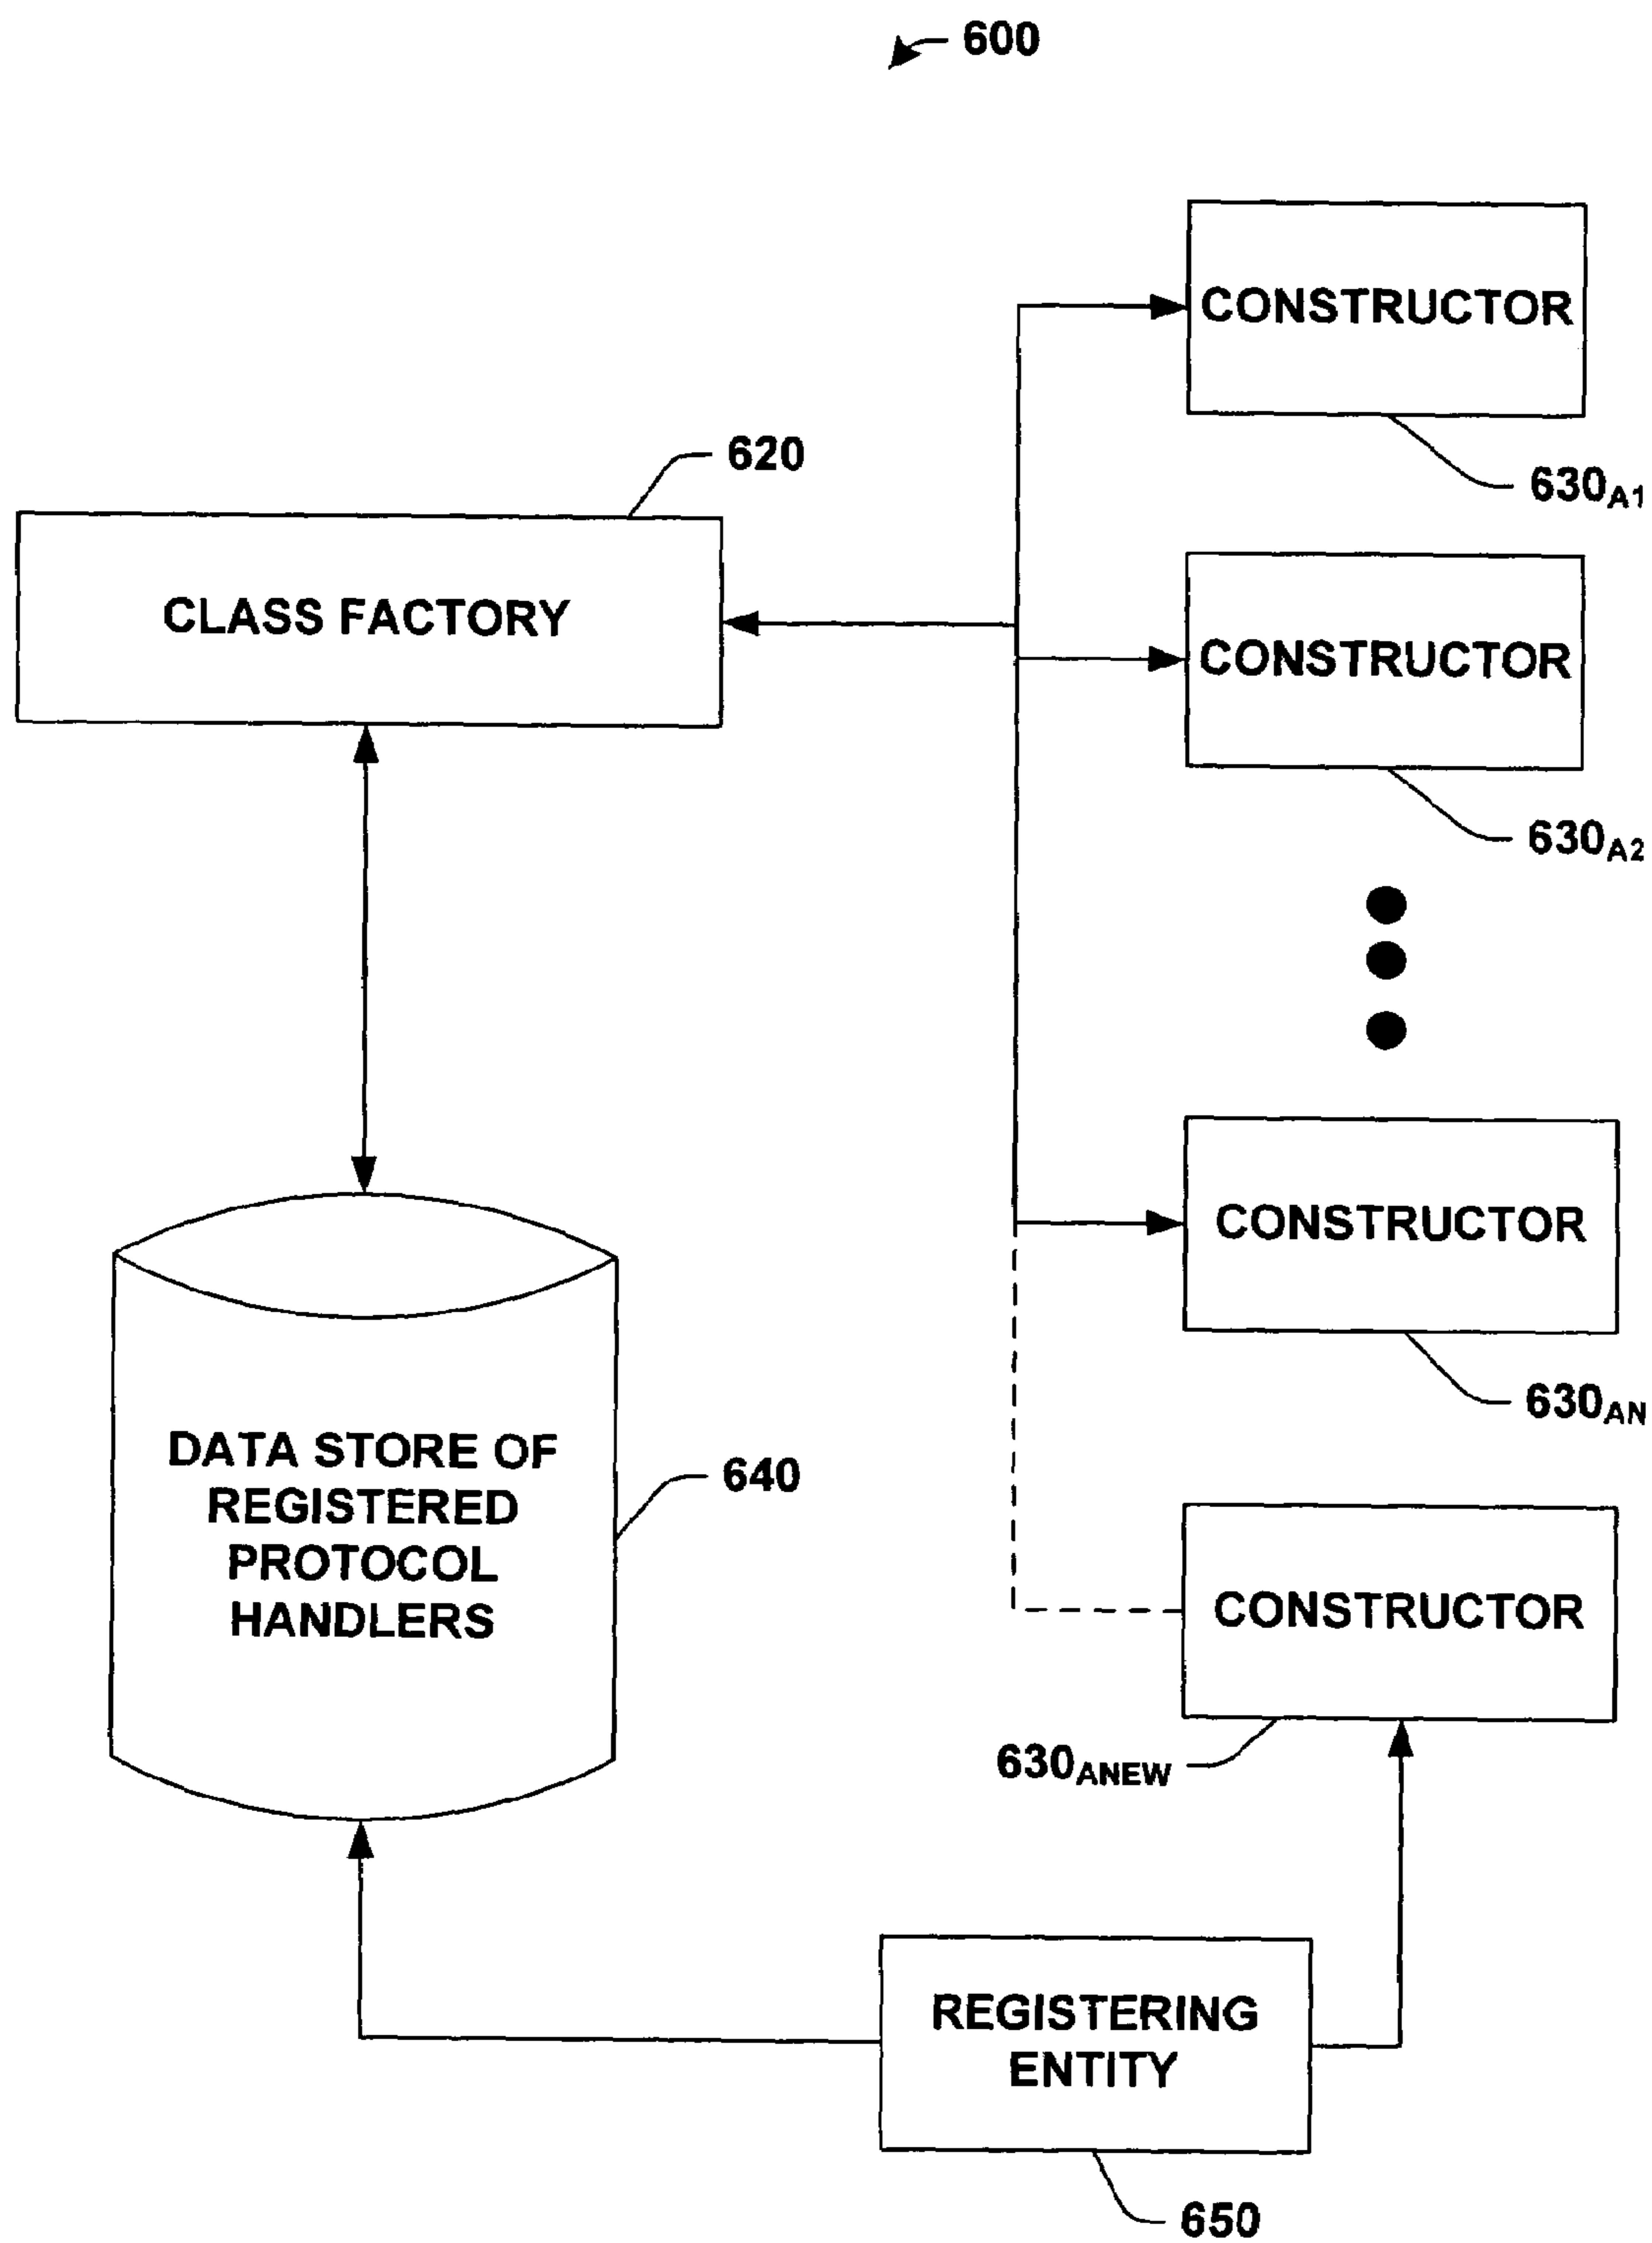 600
CONSTRUCTOR
630A1
620
CLASS FACTORY
CONSTRUCTOR
630A2
CONSTRUCTOR
630AN
DATA STORE OF
REGISTERED
PROTOCOL
HANDLERS
640
CONSTRUCTOR
630ANEW
REGISTERING
ENTITY
650